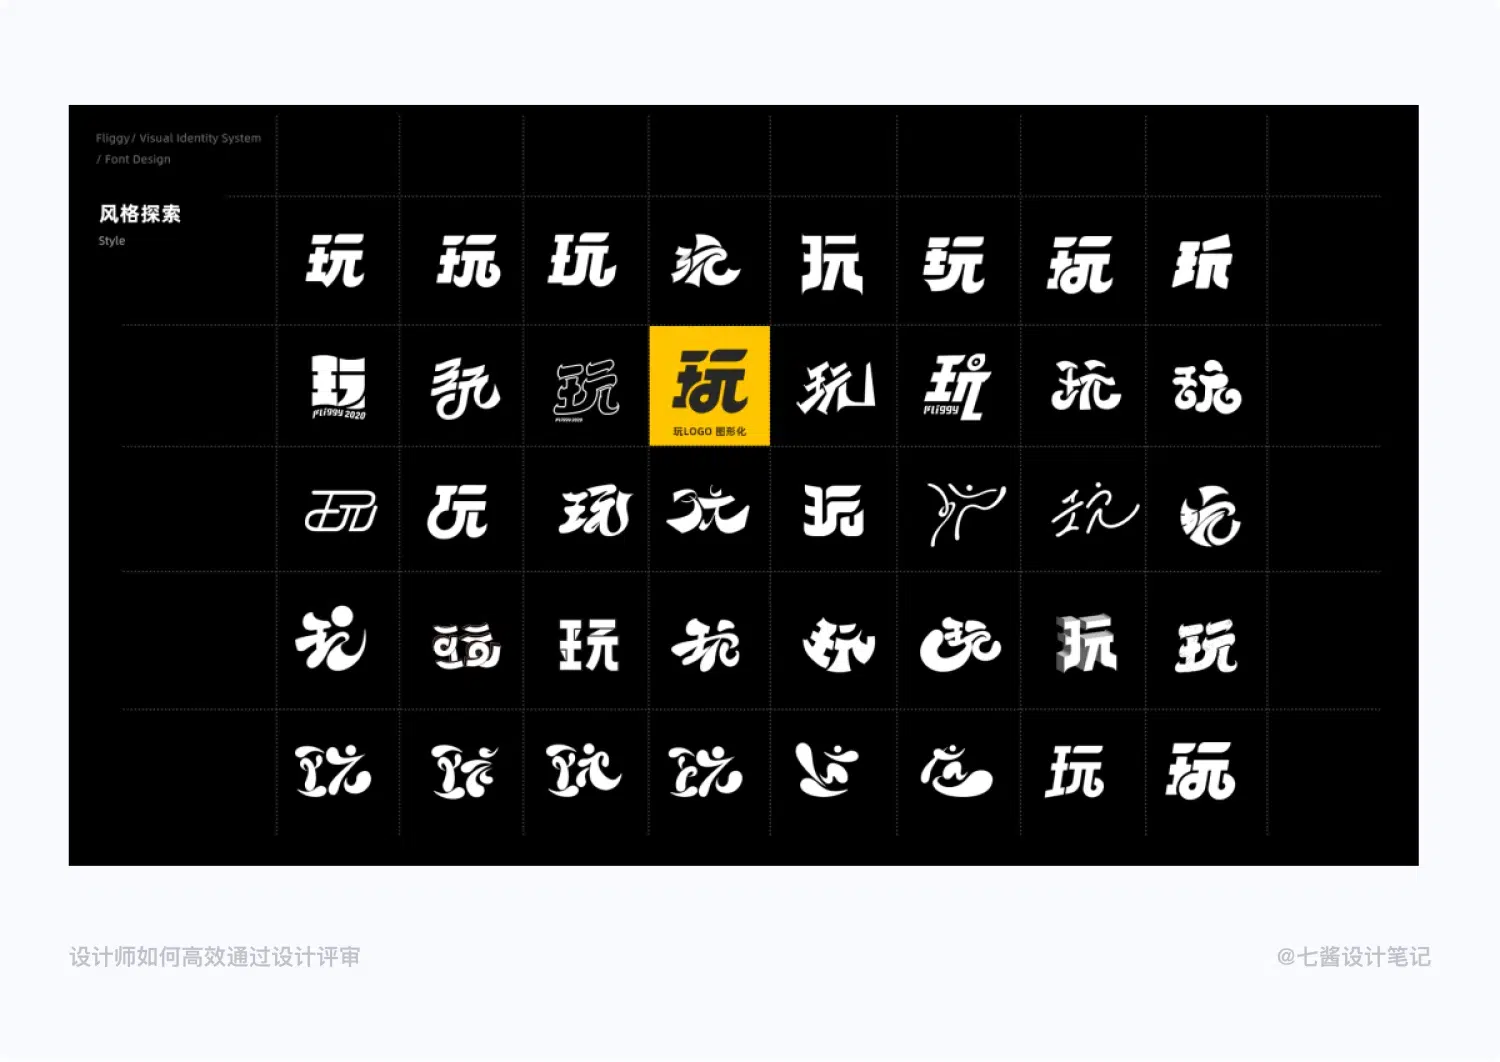 Fliggy/ Visual Identity System
/ Font Design
风格探索
Style
玩 玩 玩 玩 玩 玩 玩 玩
玩 玩 玩 玩 玩 玩 玩 玩
Fliggy 2020
Fliggy
玩LOGO 图形化
玩 玩 玩 玩 玩 玩 玩 玩
玩 玩 玩 玩 玩 玩 玩 玩
玩 玩 玩 玩 玩 玩 玩 玩
设计师如何高效通过设计评审
@七酱设计笔记